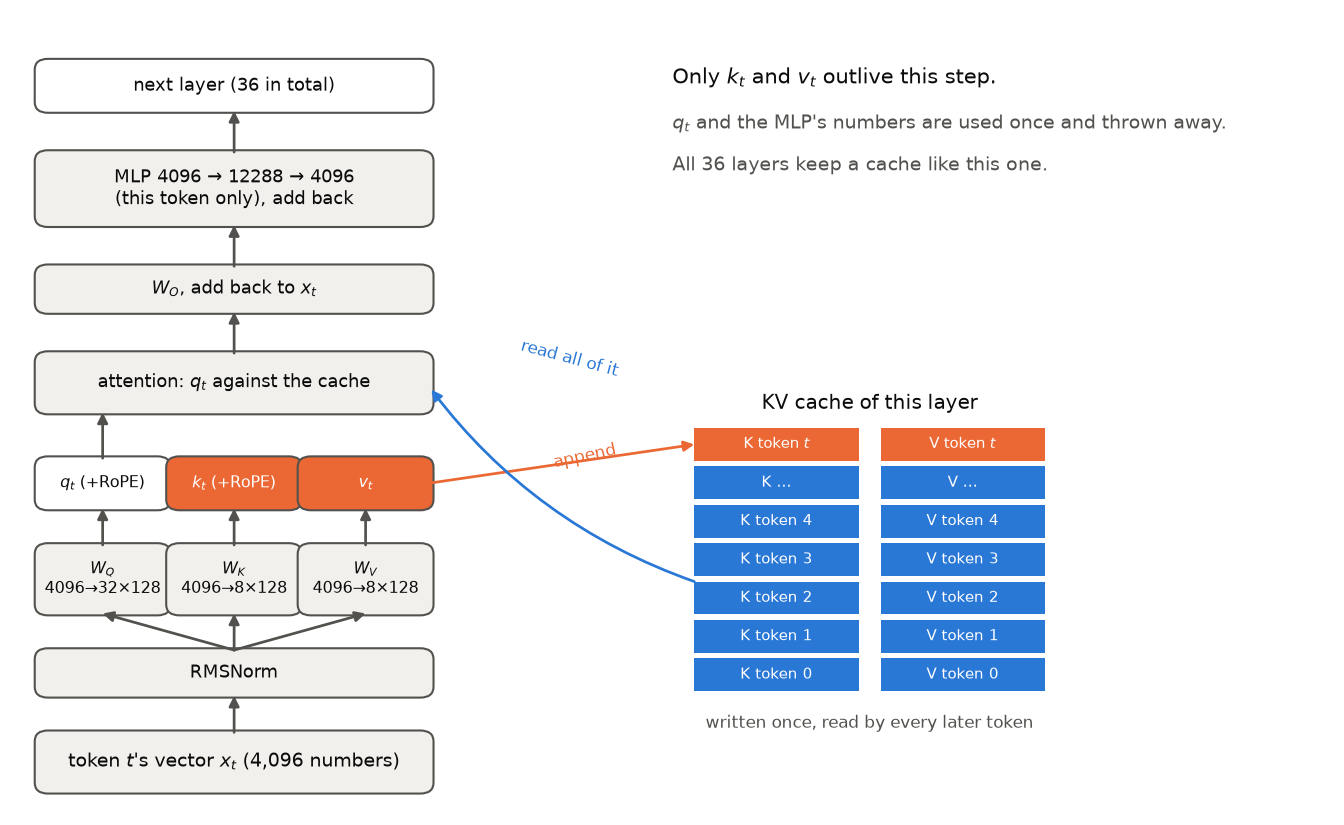 next layer (36 in total)
MLP 4096 → 12288 → 4096
(this token only), add back
W_O, add back to x_t
attention: q_t against the cache
q_t (+RoPE)
k_t (+RoPE)
v_t
W_Q
4096→32×128
W_K
4096→8×128
W_V
4096→8×128
RMSNorm
token t's vector x_t (4,096 numbers)
Only k_t and v_t outlive this step.
q_t and the MLP's numbers are used once and thrown away.
All 36 layers keep a cache like this one.
read all of it
append
KV cache of this layer
K token t
V token t
K ...
V ...
K token 4
V token 4
K token 3
V token 3
K token 2
V token 2
K token 1
V token 1
K token 0
V token 0
written once, read by every later token